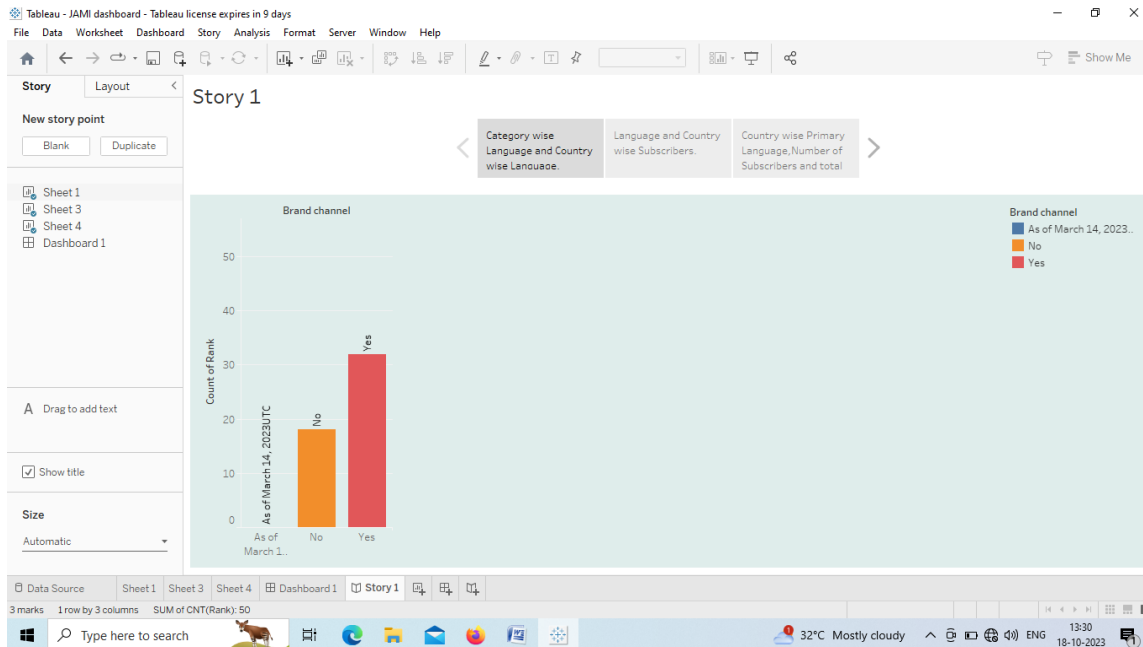 Tableau - JAMI dashboard - Tableau license expires in 9 days
File Data Worksheet Dashboard Story Analysis Format Server Window Help
Show Me
Story Layout
New story point
Blank Duplicate
Sheet 1
Sheet 3
Sheet 4
Dashboard 1
A Drag to add text
Show title
Size
Automatic
Story 1
Category wise
Language and Country
wise Language.
Language and Country
wise Subscribers.
Country wise Primary
Language,Number of
Subscribers and total
Brand channel
Count of Rank
50
40
30
20
10
0
As of March 14, 2023UTC
No
Yes
As of
March 1..
No
Yes
Brand channel
As of March 14, 2023..
No
Yes
Data Source Sheet 1 Sheet 3 Sheet 4 Dashboard 1 Story 1
3 marks 1 row by 3 columns SUM of CNT(Rank): 50
Type here to search
32°C Mostly cloudy ENG 13:30
18-10-2023